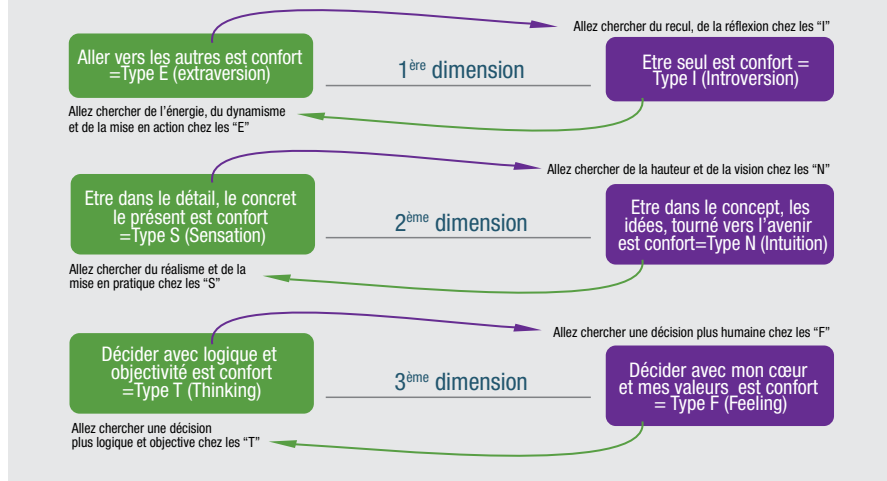 Allez chercher du recul, de la réflexion chez les “I”
Aller vers les autres est confort
=Type E (extraversion)
1ère dimension
Etre seul est confort =
Type I (Introversion)
Allez chercher de l’énergie, du dynamisme
et de la mise en action chez les “E”
Allez chercher de la hauteur et de la vision chez les “N”
Etre dans le détail, le concret
le présent est confort
=Type S (Sensation)
2ème dimension
Etre dans le concept, les
idées, tourné vers l’avenir
est confort=Type N (Intuition)
Allez chercher du réalisme et de la
mise en pratique chez les “S”
Allez chercher une décision plus humaine chez les “F”
Décider avec logique et
objectivité est confort
=Type T (Thinking)
3ème dimension
Décider avec mon cœur
et mes valeurs est confort
= Type F (Feeling)
Allez chercher une décision
plus logique et objective chez les “T”